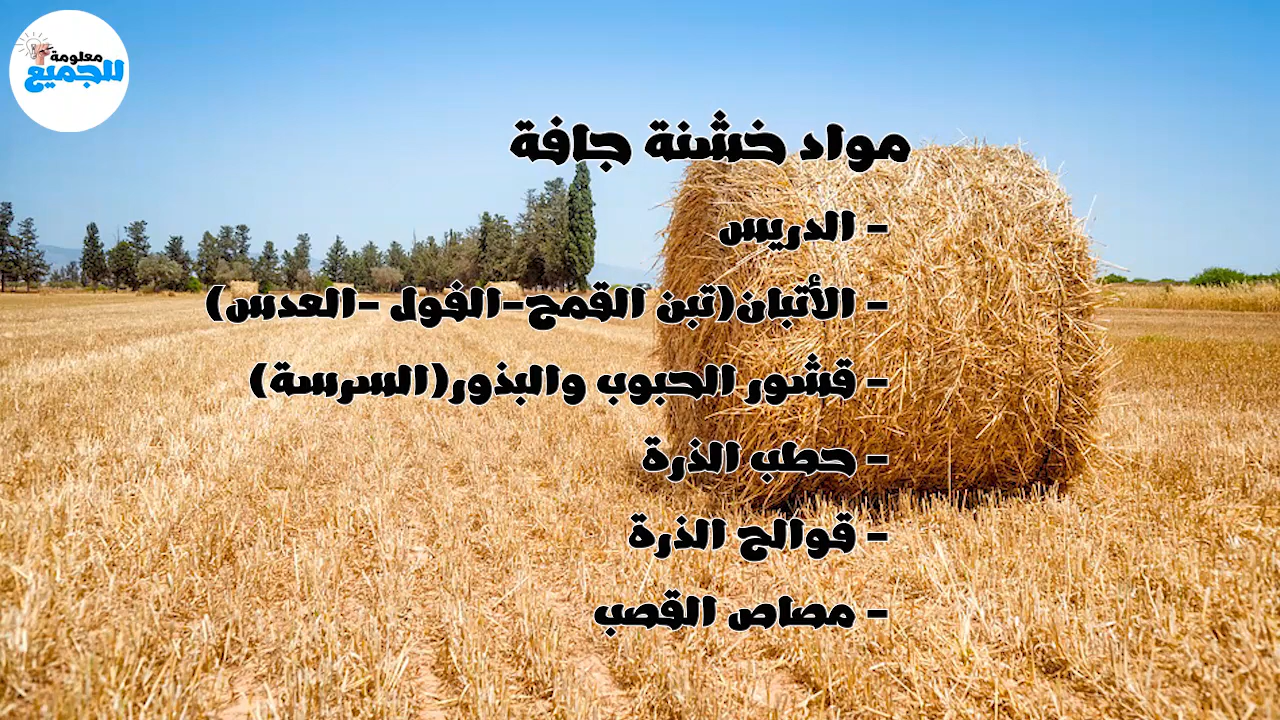 معلومة
للجميع
مواد خشنة جافة
- الدريس
- الأتبان(تبن القمح-الفول -العدس)
- قشور الحبوب والبذور(السرسة)
- حطب الذرة
- قوالح الذرة
- مصاص القصب